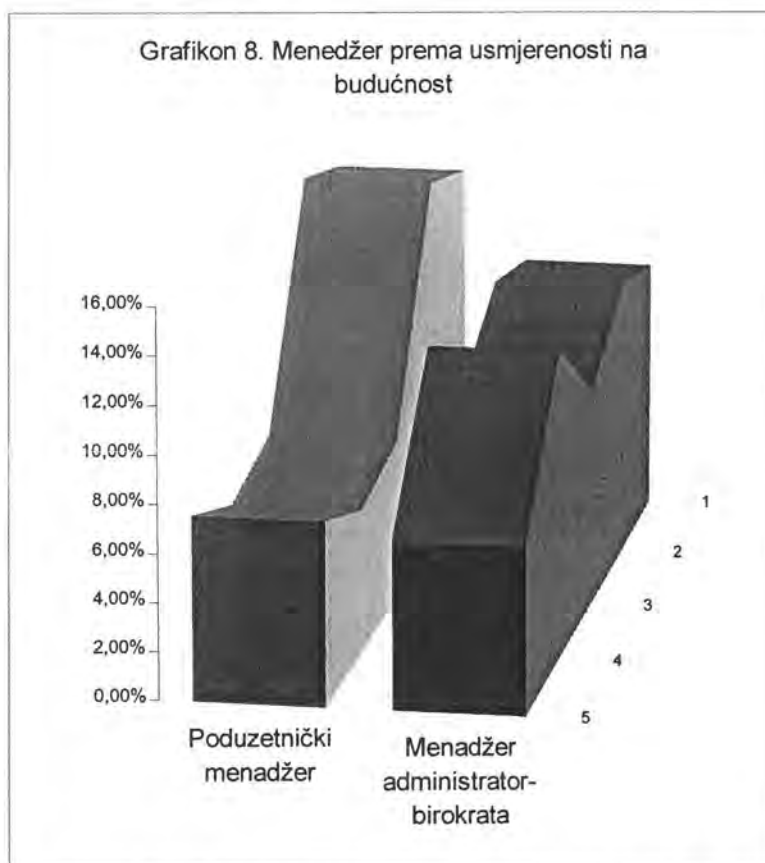 Grafikon 8. Menedžer prema usmjerenosti na
budućnost
16,00%
14,00%
12,00%
10,00%
8,00%
6,00%
4,00%
2,00%
0,00%
1
2
3
4
5
Poduzetnički
menadžer
Menadžer
administrator-
birokrata